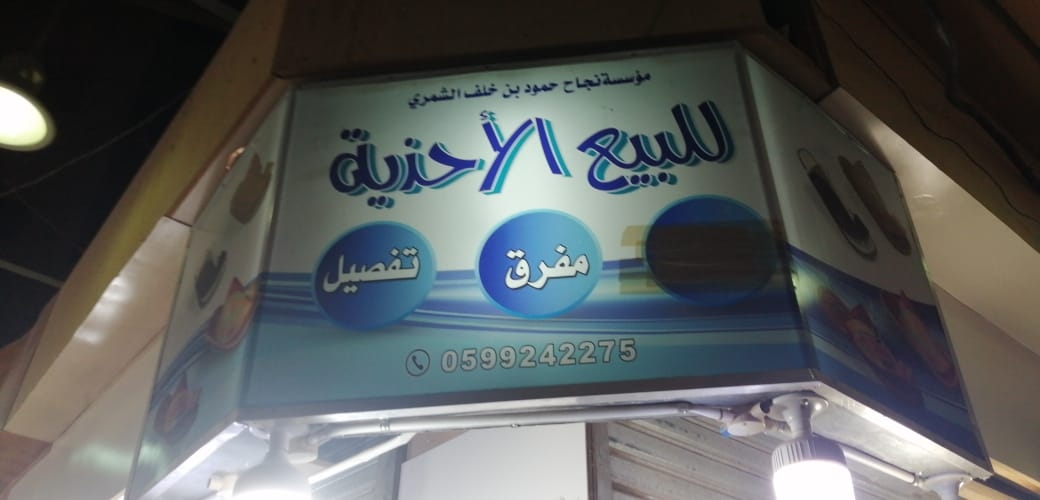 مؤسسة نجاح حمود بن خلف الشمري
للبيع الأحذية
مفرق
تفصيل
0599242275